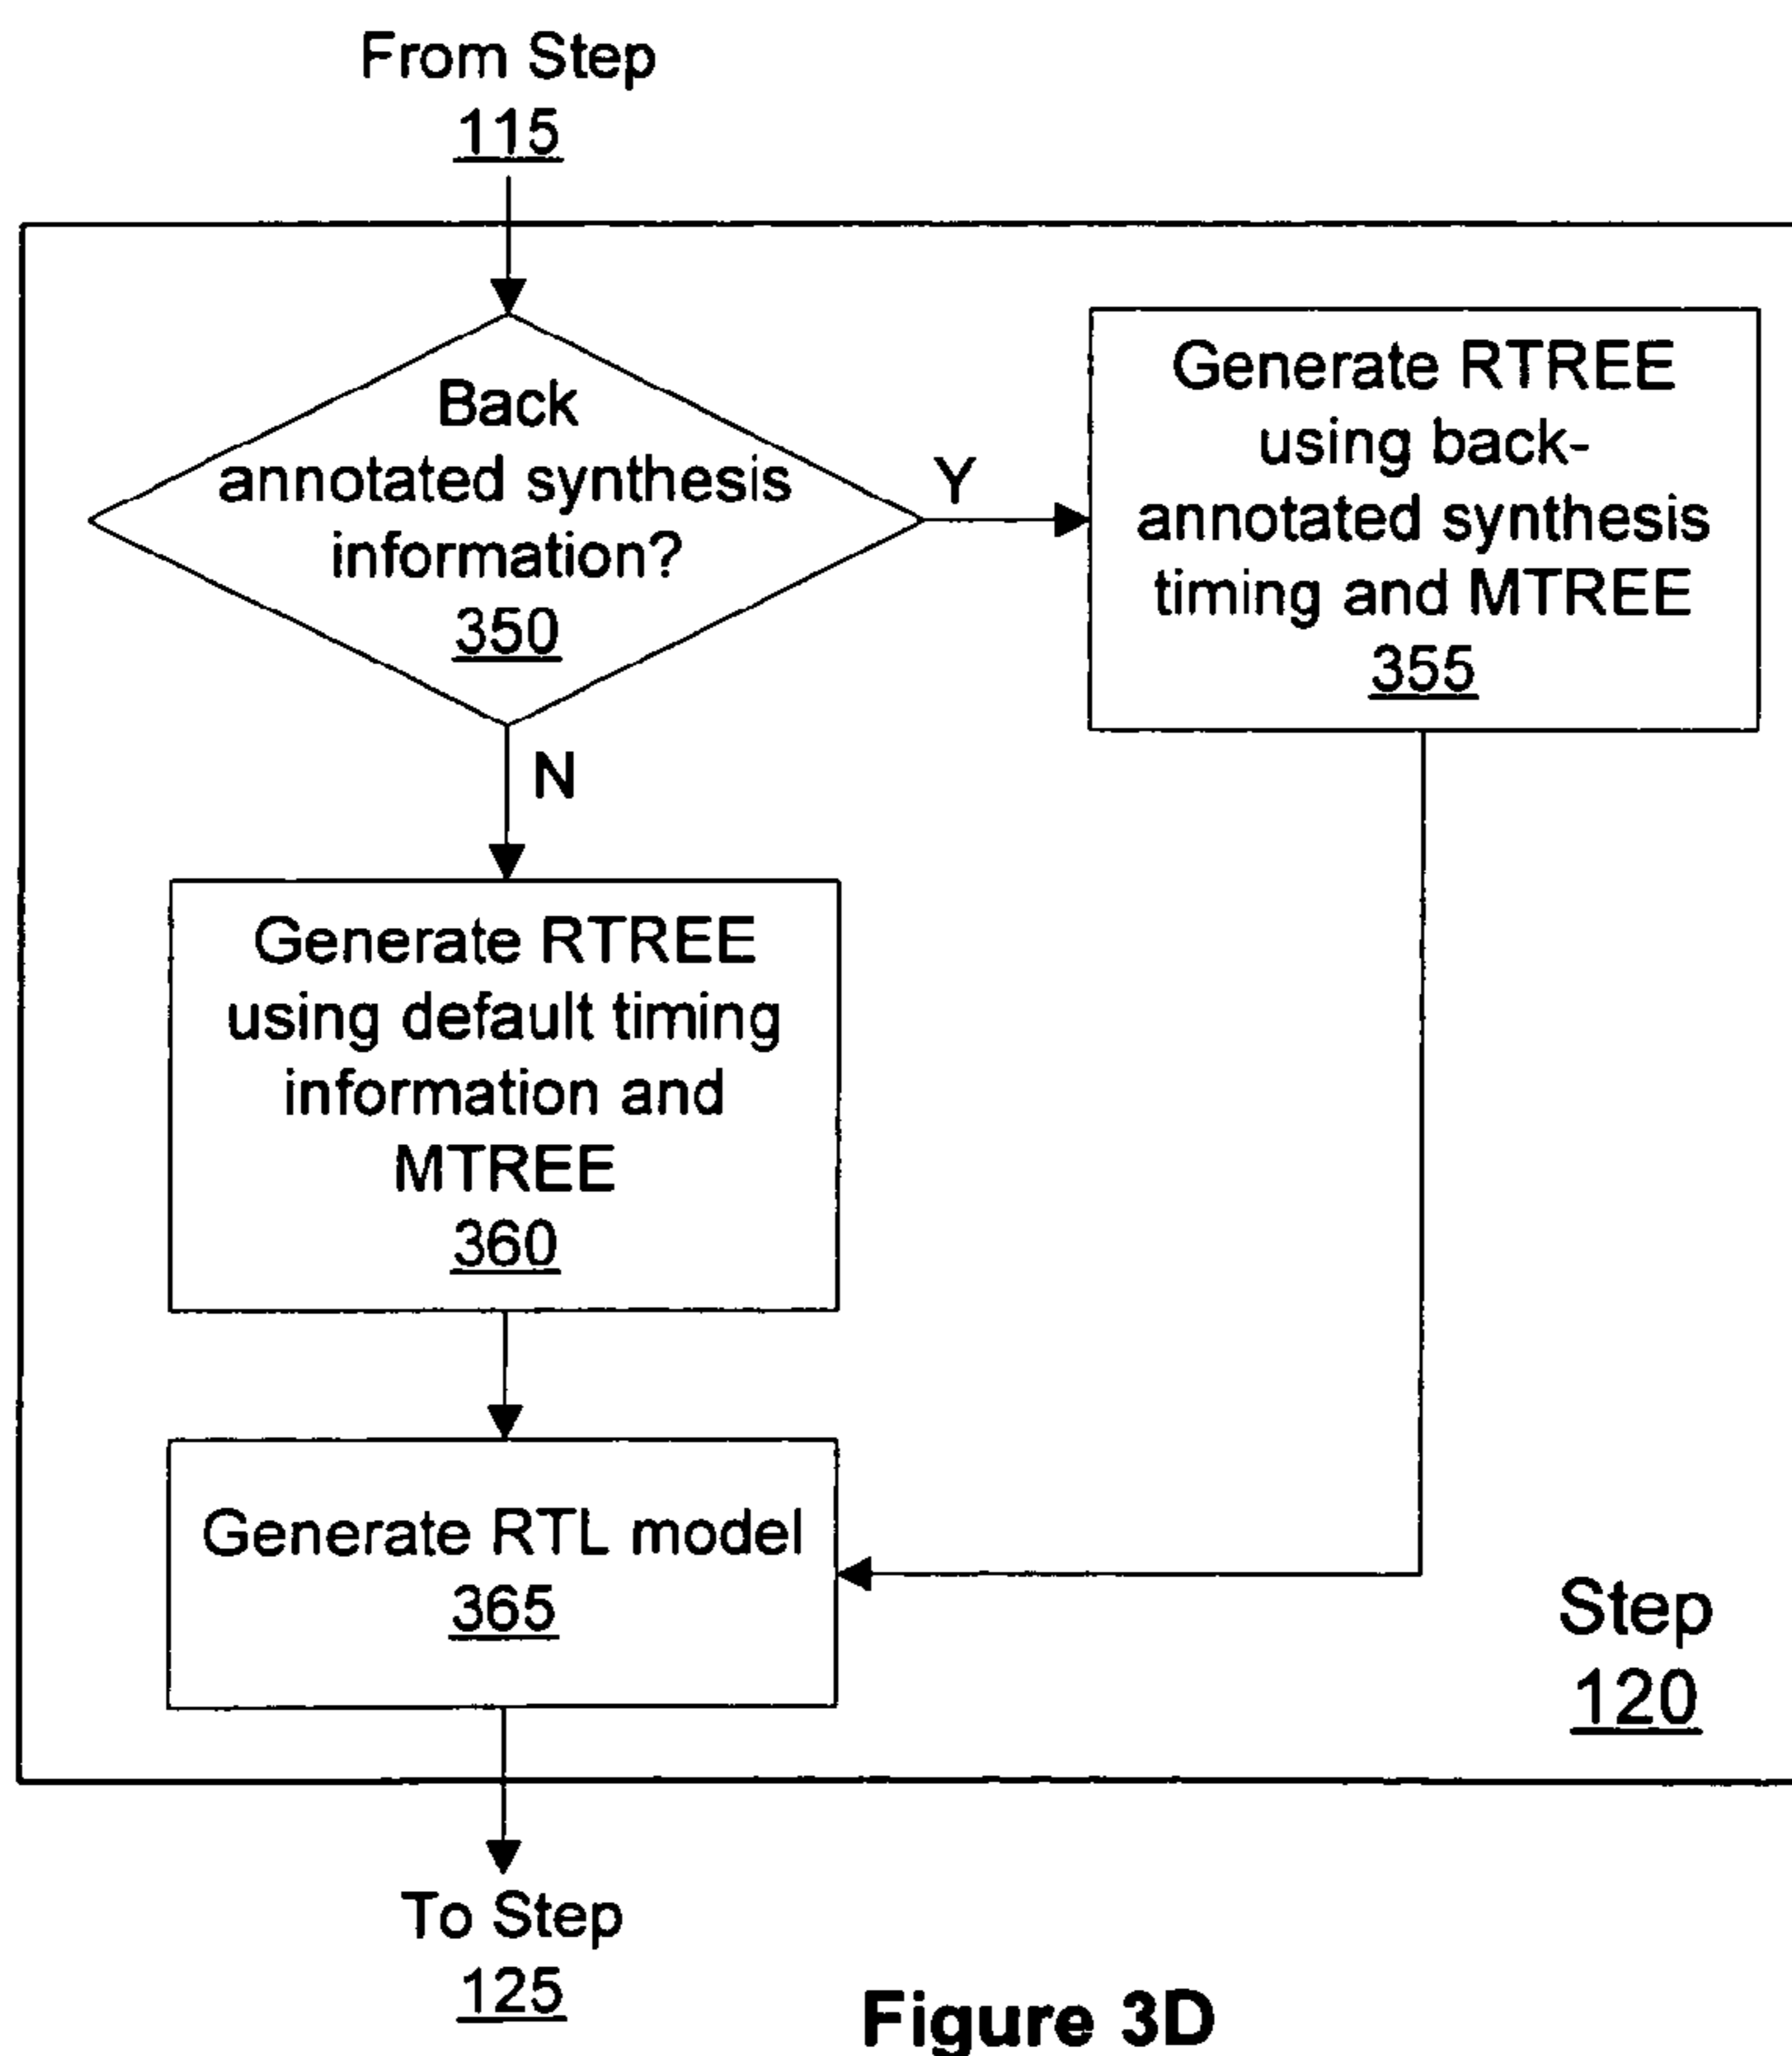 From Step
115
Back
annotated synthesis
information?
350
Y
N
Generate RTREE
using back-
annotated synthesis
timing and MTREE
355
Generate RTREE
using default timing
information and
MTREE
360
Generate RTL model
365
Step
120
To Step
125
Figure 3D